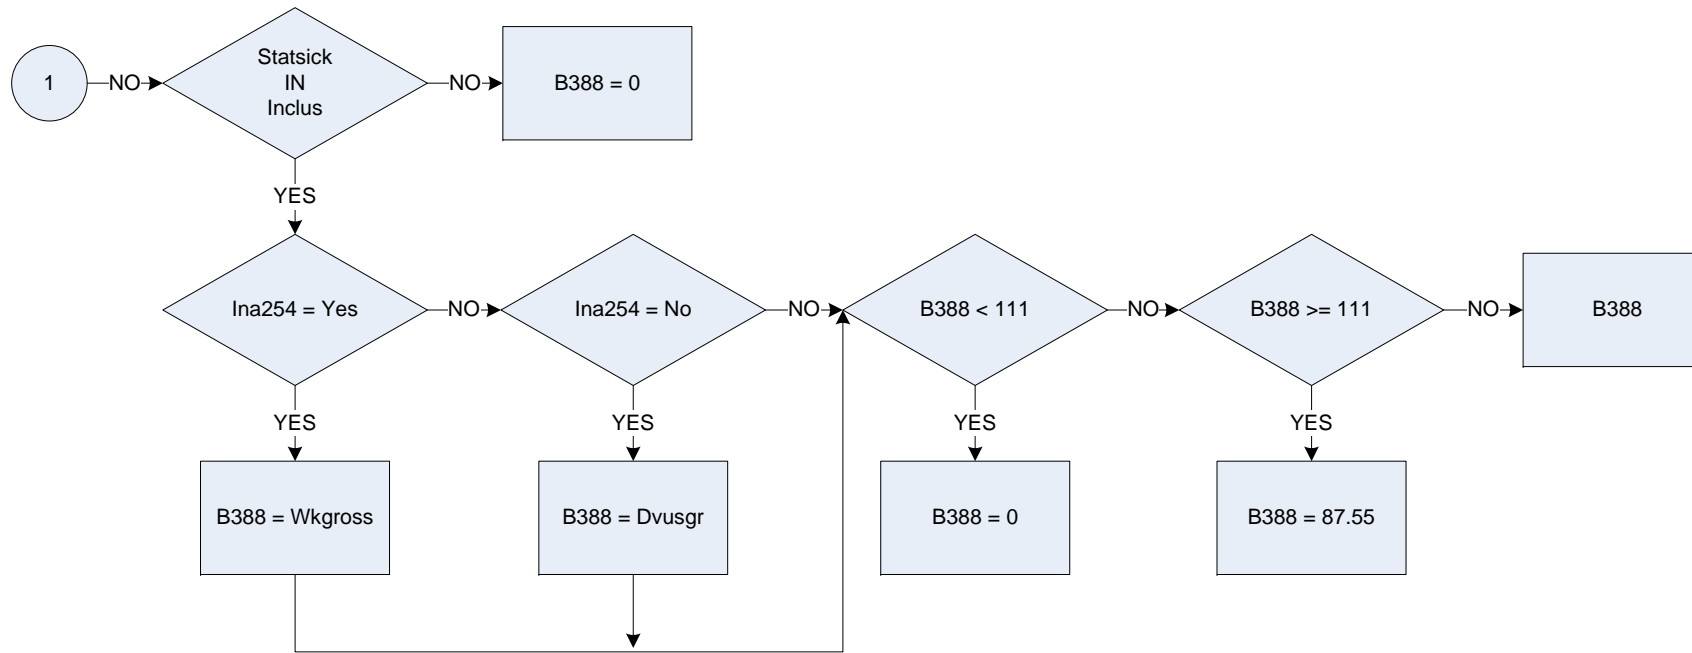 1
NO
Statsick
IN
Inclus
NO
B388 = 0
YES
Ina254 = Yes
NO
Ina254 = No
NO
B388 < 111
NO
B388 >= 111
NO
B388
YES
YES
YES
YES
B388 = Wkgross
B388 = Dvusgr
B388 = 0
B388 = 87.55